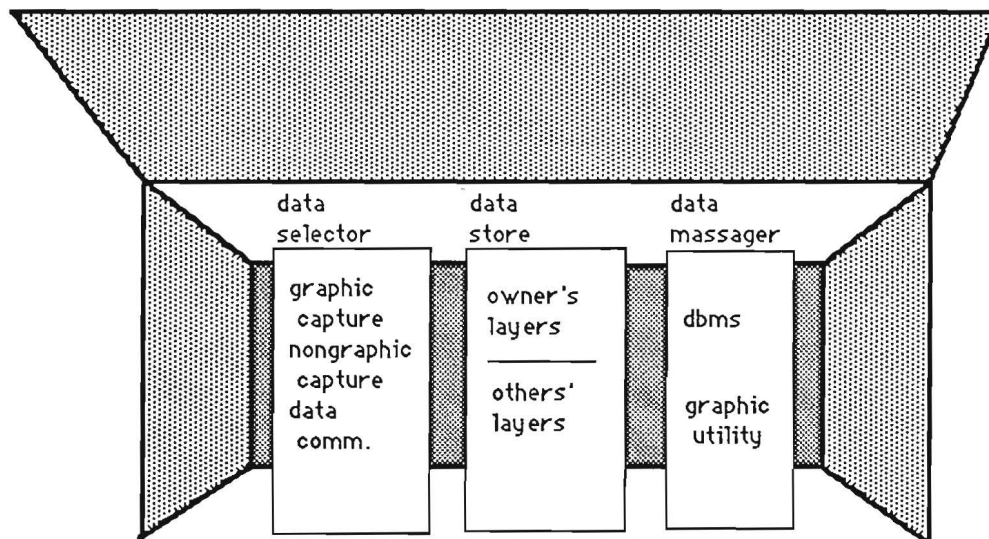 data
selector
graphic
capture
nongraphic
capture
data
comm.
data
store
owner's
layers
others'
layers
data
massager
dbms
graphic
utility